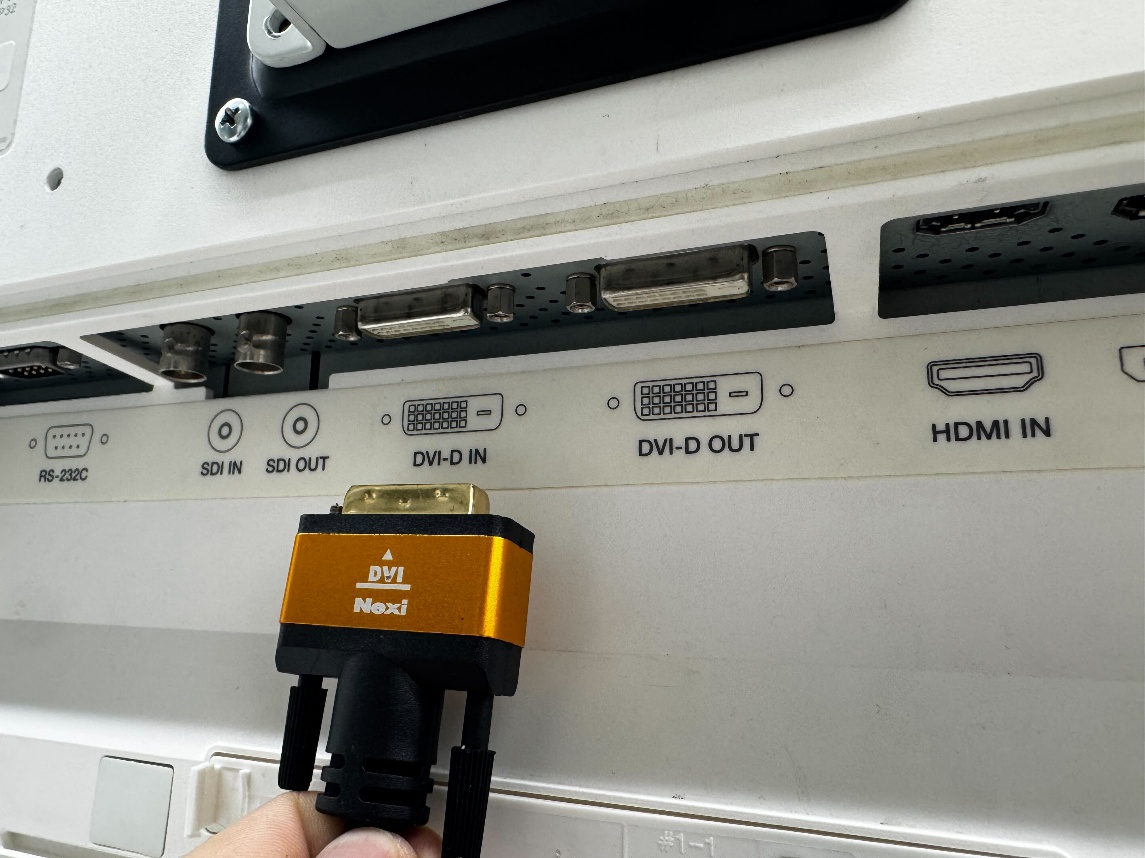 RS-232C
SDI IN
SDI OUT
DVI-D IN
DVI-D OUT
HDMI IN
DVI
Nexi
#1-1